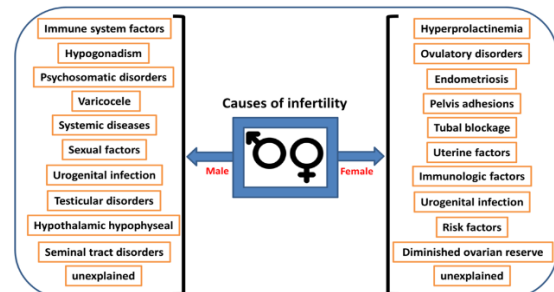 Immune system factors
Hypogonadism
Psychosomatic disorders
Varicocele
Systemic diseases
Sexual factors
Urogenital infection
Testicular disorders
Hypothalamic hypophyseal
Seminal tract disorders
unexplained
Causes of infertility
Male
Female
Hyperprolactinemia
Ovulatory disorders
Endometriosis
Pelvis adhesions
Tubal blockage
Uterine factors
Immunologic factors
Urogenital infection
Risk factors
Diminished ovarian reserve
unexplained